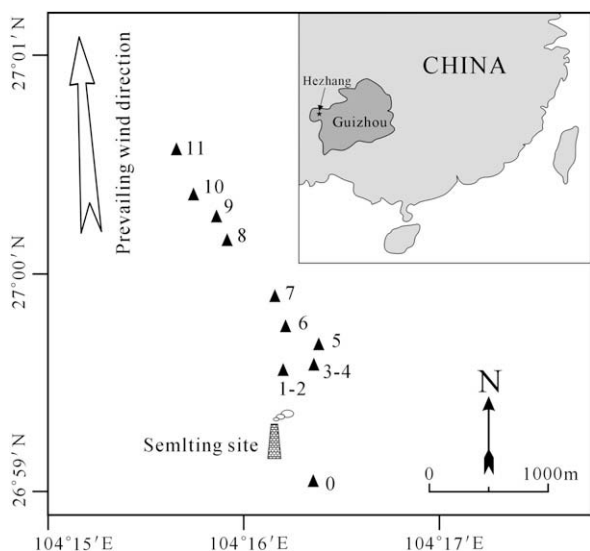 27°01′N
27°00′N
26°59′N
Prevailing wind direction
CHINA
Hezhang
Guizhou
11
10
9
8
7
6
5
3-4
1-2
Semlting site
0
N
0 1000m
104°15′E 104°16′E 104°17′E